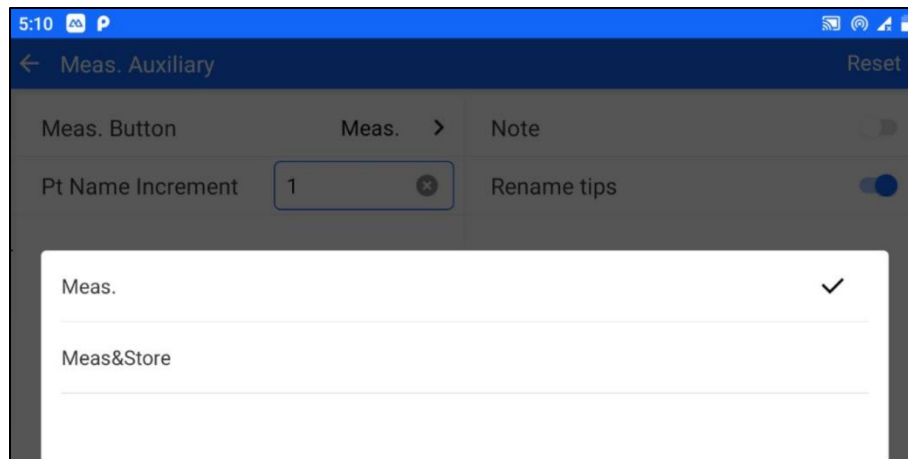 5:10
Meas. Auxiliary Reset
Meas. Button Meas. Note
Pt Name Increment 1 Rename tips
Meas.
Meas&Store